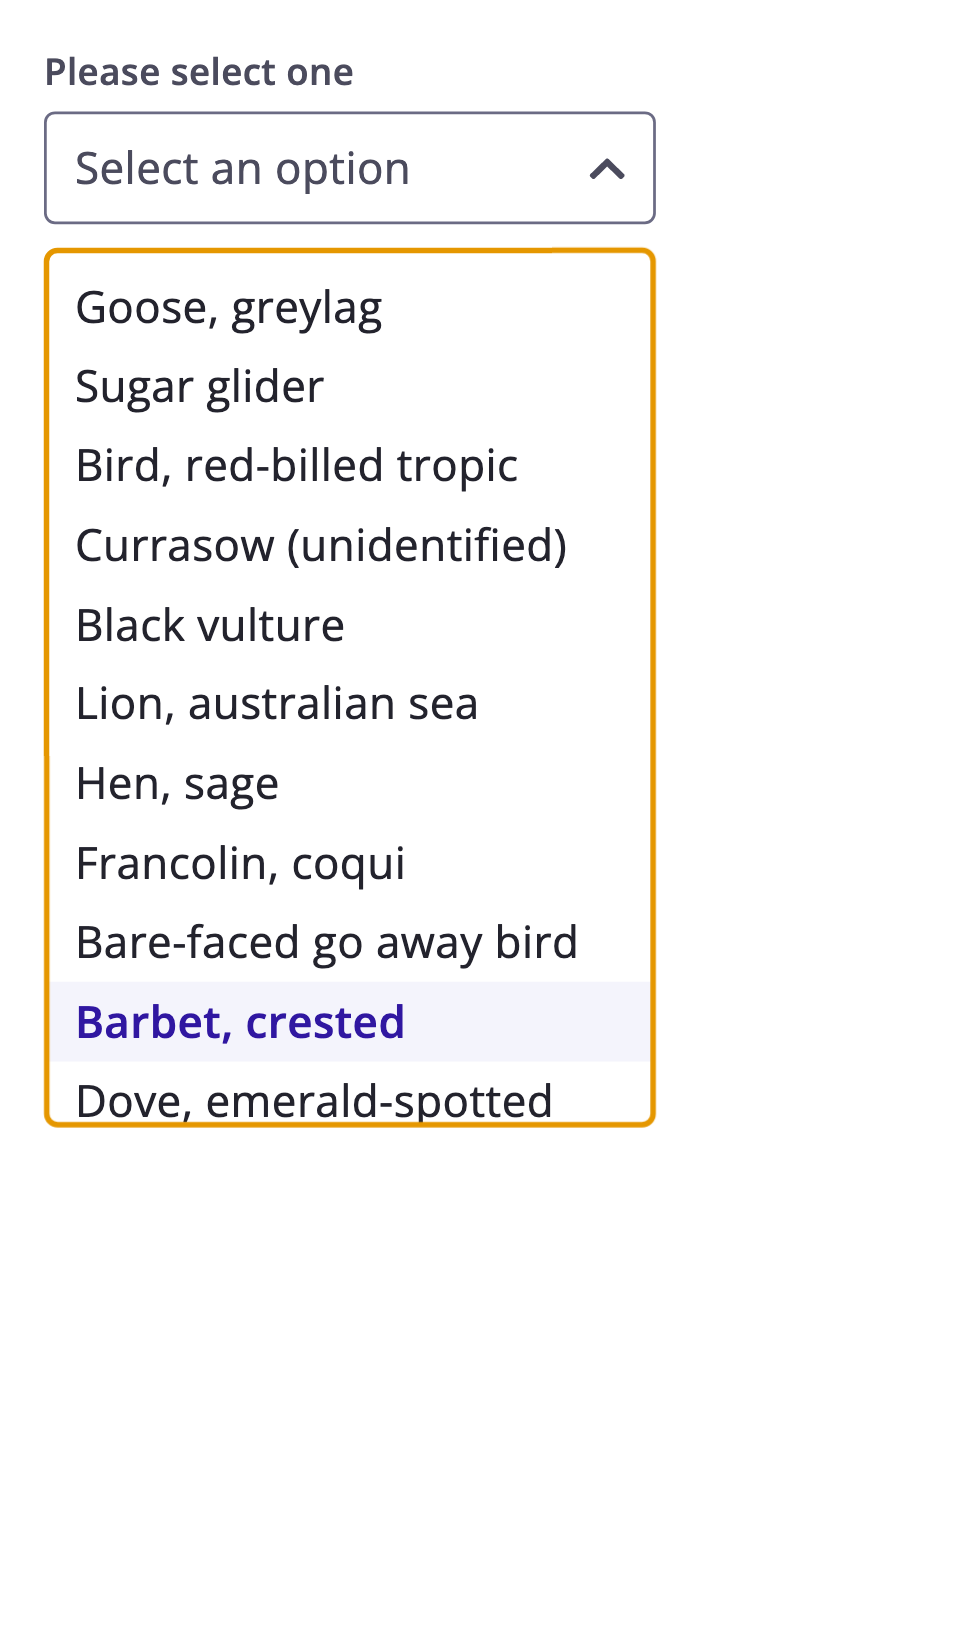 Please select one
Select an option
Goose, greylag
Sugar glider
Bird, red-billed tropic
Currasow (unidentified)
Black vulture
Lion, australian sea
Hen, sage
Francolin, coqui
Bare-faced go away bird
Barbet, crested
Dove, emerald-spotted